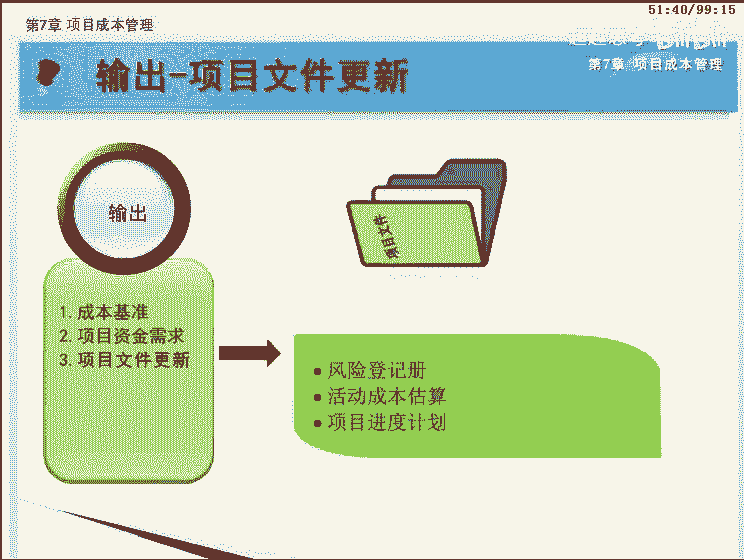 51:40/99:15
第7章 项目成本管理
输出-项目文件更新
第7章 项目成本管理
输出
项目文件
1. 成本基准
2. 项目资金需求
3. 项目文件更新
● 风险登记册
● 活动成本估算
● 项目进度计划